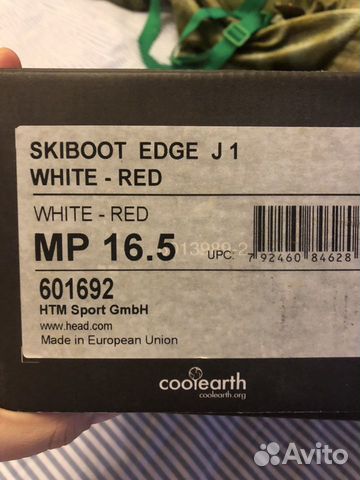 SKIBOOT EDGE J 1
WHITE - RED
WHITE - RED
MP 16.5
UPC: 7 92460 84628
601692
HTM Sport GmbH
www.head.com
Made in European Union
coolearth
coolearth.org
Avito